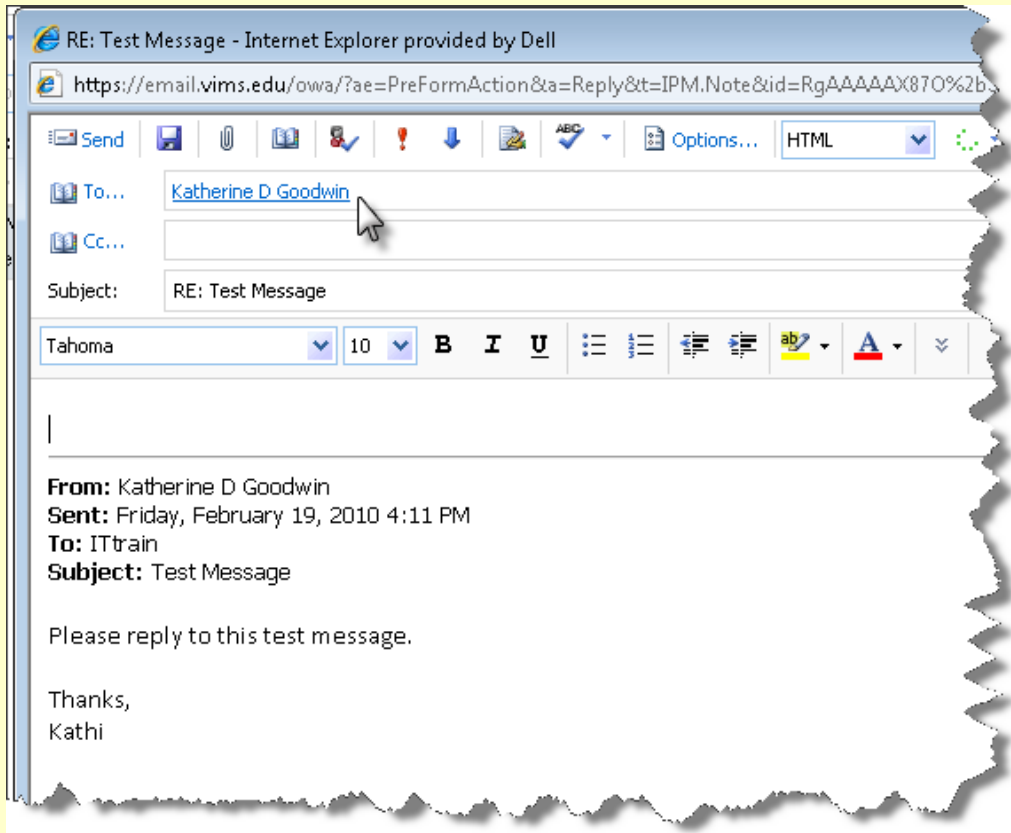 RE: Test Message - Internet Explorer provided by Dell
https://email.vims.edu/owa/?ae=PreFormAction&a=Reply&t=IPM.Note&id=RgAAAAAX87O%2b
Send ABC Options... HTML
To... Katherine D Goodwin
Cc...
Subject: RE: Test Message
Tahoma 10 B I U ab A
From: Katherine D Goodwin
Sent: Friday, February 19, 2010 4:11 PM
To: ITtrain
Subject: Test Message
Please reply to this test message.
Thanks,
Kathi